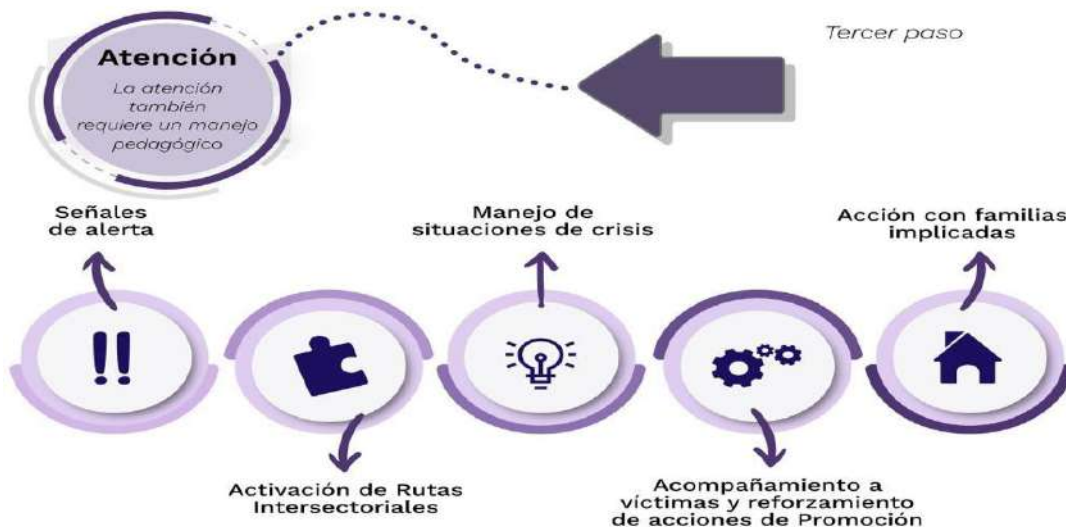 Tercer paso
Atención
La atención
también
requiere un manejo
pedagógico
Señales
de alerta
Manejo de
situaciones de crisis
Acción con familias
implicadas
Activación de Rutas
Intersectoriales
Acompañamiento a
víctimas y reforzamiento
de acciones de Promoción